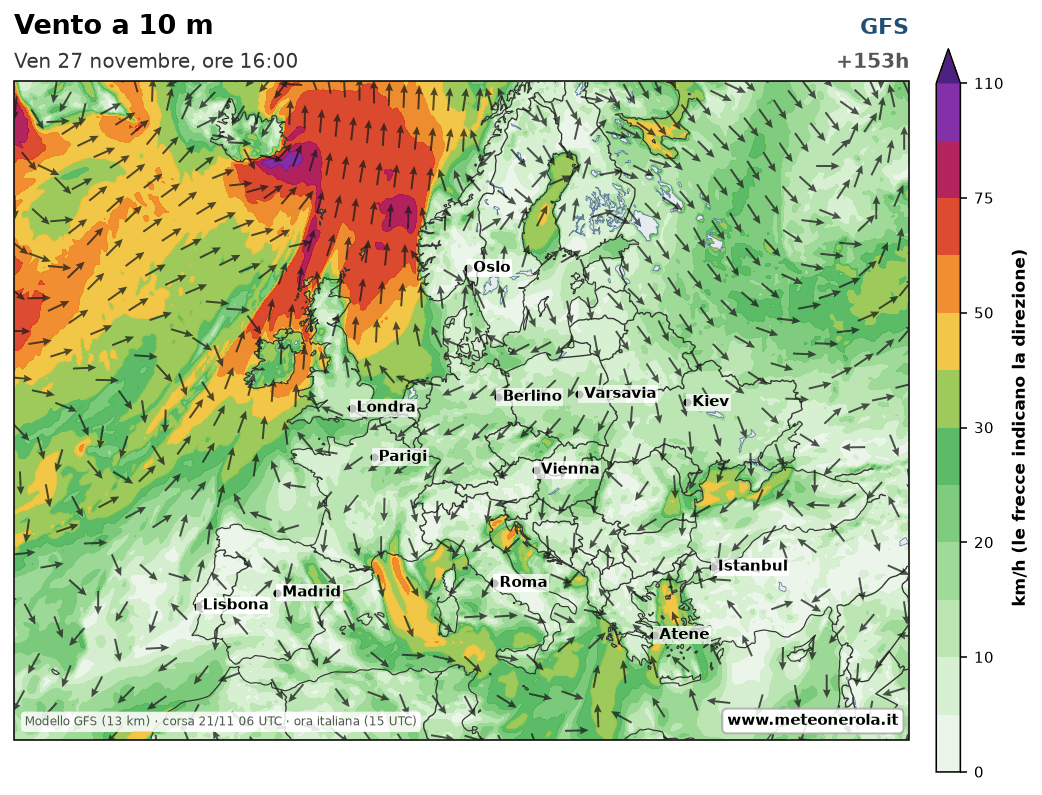 Vento a 10 m
GFS
Ven 27 novembre, ore 16:00
+153h
110
75
50
30
20
10
0
km/h (le frecce indicano la direzione)
Oslo
Berlino
Varsavia
Kiev
Londra
Parigi
Vienna
Istanbul
Roma
Madrid
Lisbona
Atene
Modello GFS (13 km) · corsa 21/11 06 UTC · ora italiana (15 UTC)
www.meteonerola.it